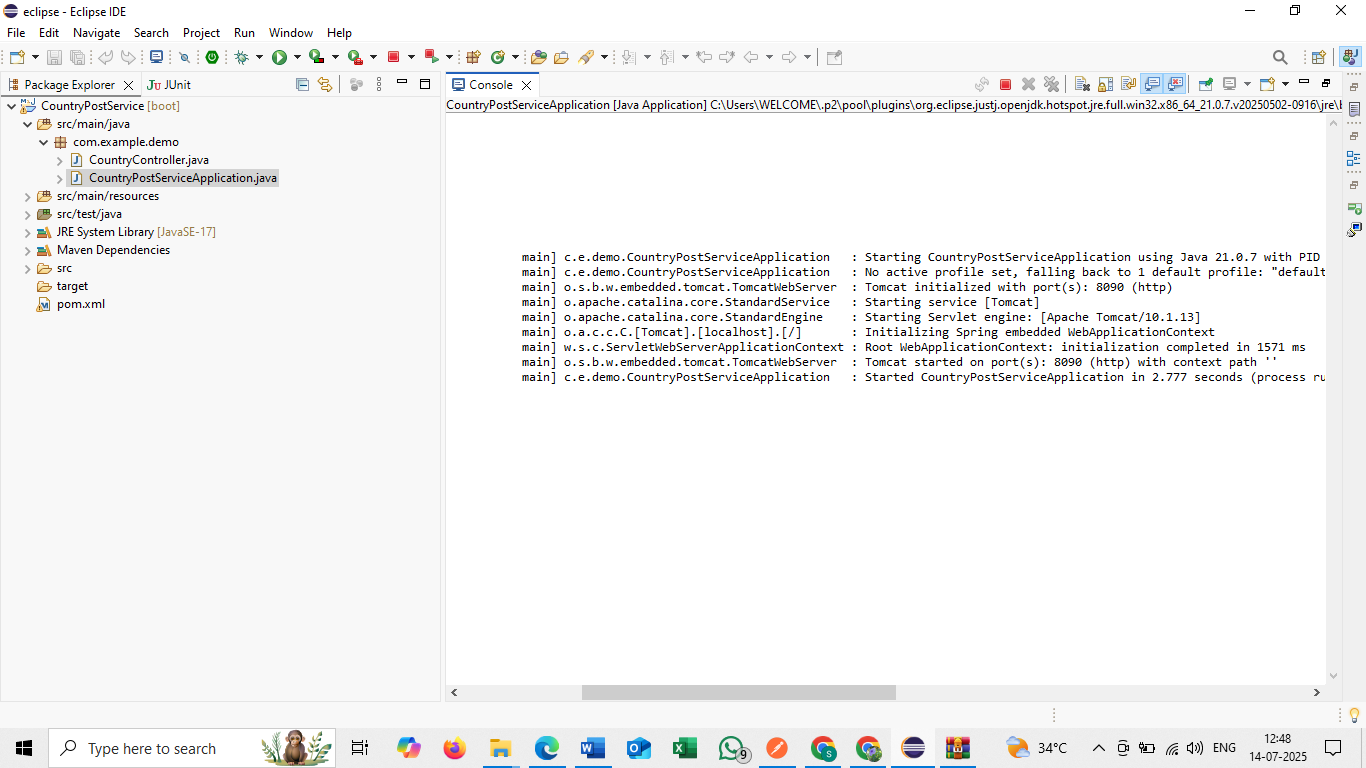 eclipse - Eclipse IDE
File Edit Navigate Search Project Run Window Help
Package Explorer
JUnit
CountryPostService [boot]
src/main/java
com.example.demo
CountryController.java
CountryPostServiceApplication.java
src/main/resources
src/test/java
JRE System Library [JavaSE-17]
Maven Dependencies
src
target
pom.xml
Console
CountryPostServiceApplication [Java Application] C:\Users\WELCOME\.p2\pool\plugins\org.eclipse.justj.openjdk.hotspot.jre.full.win32.x86_64_21.0.7.v20250502-0916\jre\b
main] c.e.demo.CountryPostServiceApplication : Starting CountryPostServiceApplication using Java 21.0.7 with PID
main] c.e.demo.CountryPostServiceApplication : No active profile set, falling back to 1 default profile: "default
main] o.s.b.w.embedded.tomcat.TomcatWebServer : Tomcat initialized with port(s): 8090 (http)
main] o.apache.catalina.core.StandardService : Starting service [Tomcat]
main] o.apache.catalina.core.StandardEngine : Starting Servlet engine: [Apache Tomcat/10.1.13]
main] o.a.c.c.C.[Tomcat].[localhost].[/] : Initializing Spring embedded WebApplicationContext
main] w.s.c.ServletWebServerApplicationContext : Root WebApplicationContext: initialization completed in 1571 ms
main] o.s.b.w.embedded.tomcat.TomcatWebServer : Tomcat started on port(s): 8090 (http) with context path ''
main] c.e.demo.CountryPostServiceApplication : Started CountryPostServiceApplication in 2.777 seconds (process ru
Type here to search
9
34°C
ENG
12:48
14-07-2025